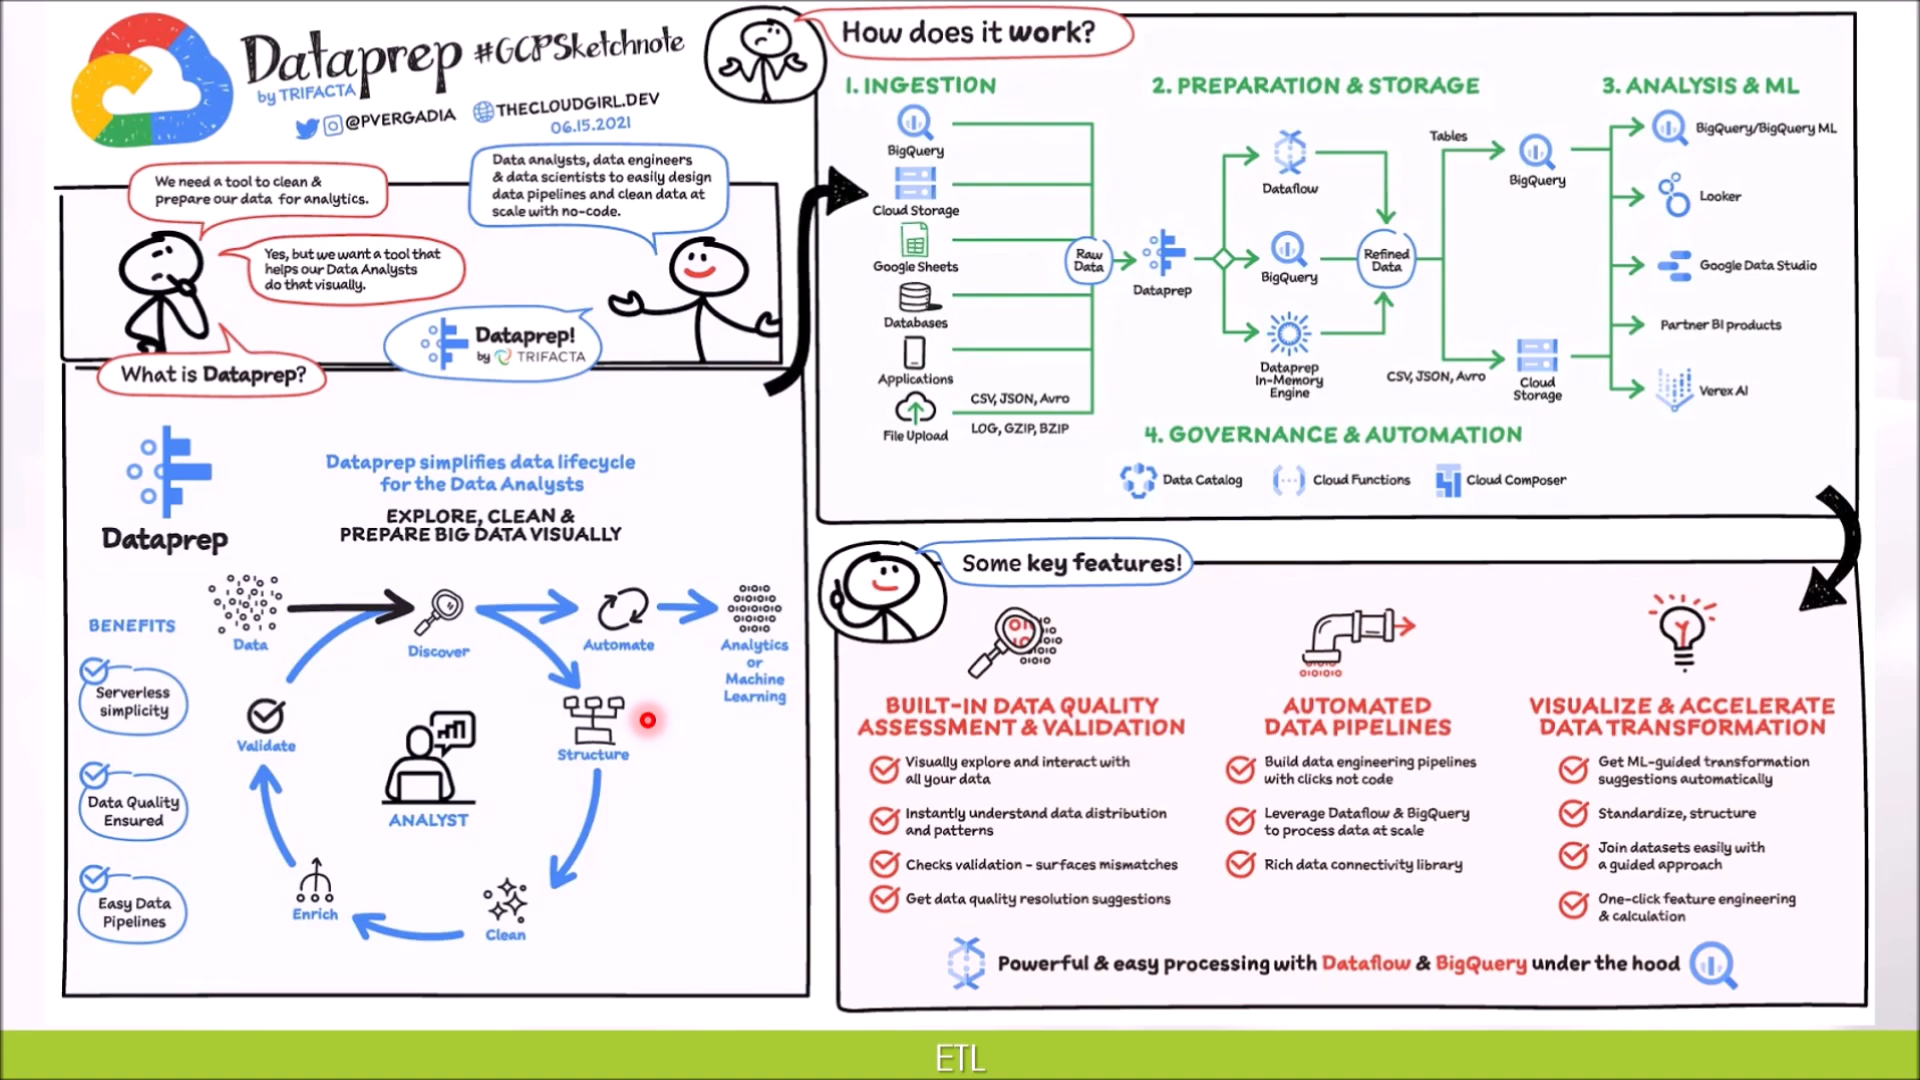 Dataprep #GCPSketchnote
by TRIFACTA
@PVERGADIA
THECLOUDGIRL.DEV
06.15.2021
We need a tool to clean &
prepare our data for analytics.
Data analysts, data engineers
& data scientists to easily design
data pipelines and clean data at
scale with no-code.
Yes, but we want a tool that
helps our Data Analysts
do that visually.
Dataprep!
by TRIFACTA
What is Dataprep?
Dataprep
Dataprep simplifies data lifecycle
for the Data Analysts
EXPLORE, CLEAN &
PREPARE BIG DATA VISUALLY
BENEFITS
Serverless
simplicity
Data Quality
Ensured
Easy Data
Pipelines
Data
Discover
Automate
Analytics
or
Machine
Learning
Validate
Structure
ANALYST
Enrich
Clean
How does it work?
1. INGESTION
BigQuery
Cloud Storage
Google Sheets
Databases
Applications
File Upload
CSV, JSON, Avro
LOG, GZIP, BZIP
Raw
Data
2. PREPARATION & STORAGE
Dataprep
Dataflow
BigQuery
Dataprep
In-Memory
Engine
Refined
Data
Tables
BigQuery
CSV, JSON, Avro
Cloud
Storage
3. ANALYSIS & ML
BigQuery/BigQuery ML
Looker
Google Data Studio
Partner BI products
Verex AI
4. GOVERNANCE & AUTOMATION
Data Catalog
Cloud Functions
Cloud Composer
Some key features!
BUILT-IN DATA QUALITY
ASSESSMENT & VALIDATION
Visually explore and interact with
all your data
Instantly understand data distribution
and patterns
Checks validation - surfaces mismatches
Get data quality resolution suggestions
AUTOMATED
DATA PIPELINES
Build data engineering pipelines
with clicks not code
Leverage Dataflow & BigQuery
to process data at scale
Rich data connectivity library
VISUALIZE & ACCELERATE
DATA TRANSFORMATION
Get ML-guided transformation
suggestions automatically
Standardize, structure
Join datasets easily with
a guided approach
One-click feature engineering
& calculation
Powerful & easy processing with Dataflow & BigQuery under the hood
ETL